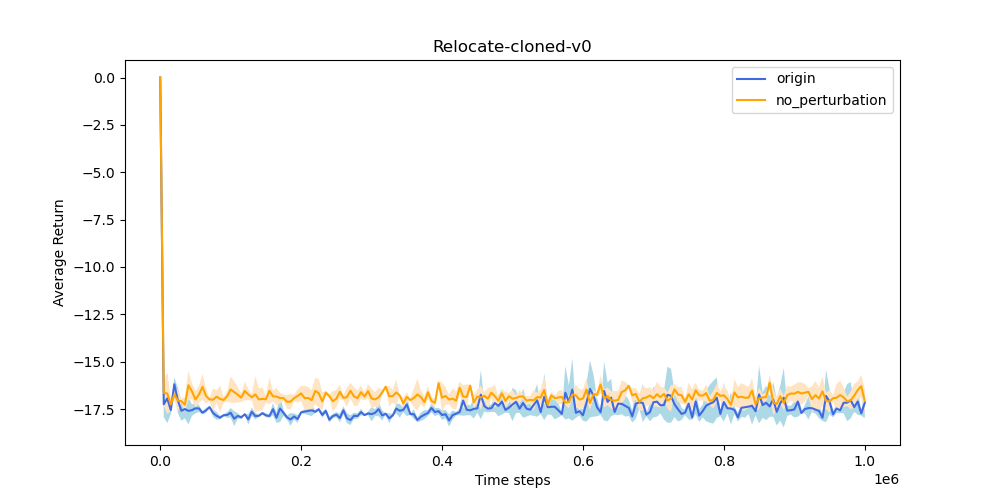 Relocate-cloned-v0
origin
no_perturbation
Average Return
0.0
−2.5
−5.0
−7.5
−10.0
−12.5
−15.0
−17.5
0.0 0.2 0.4 0.6 0.8 1.0
1e6
Time steps